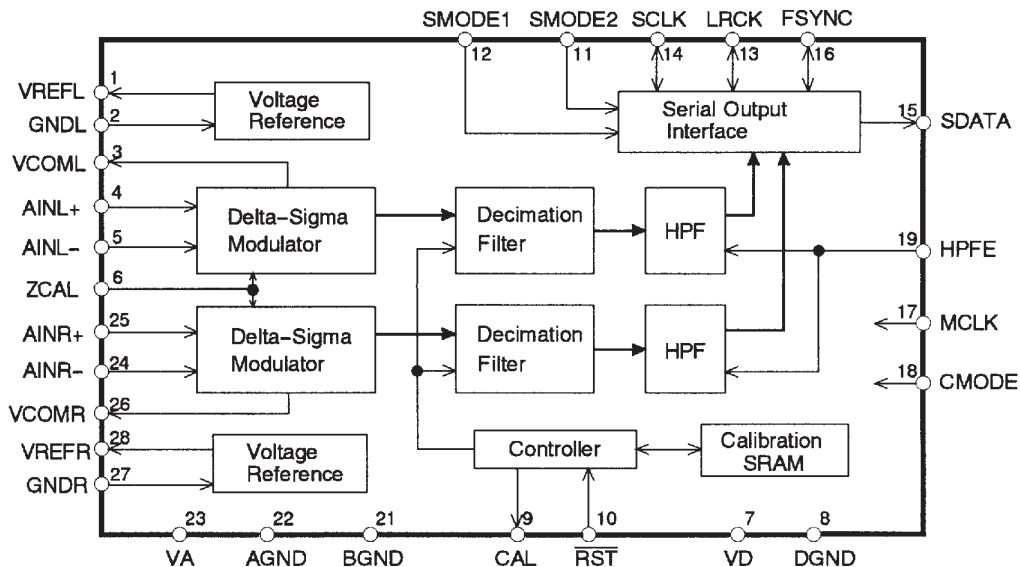 SMODE1 SMODE2 SCLK LRCK FSYNC
12 11 14 13 16
VREFL 1
Voltage
Reference
GNDL 2
Serial Output
Interface
15 SDATA
VCOML 3
AINL+ 4
Delta-Sigma
Modulator
Decimation
Filter
HPF
AINL- 5
19 HPFE
ZCAL 6
AINR+ 25
Delta-Sigma
Modulator
Decimation
Filter
HPF
17 MCLK
AINR- 24
18 CMODE
VCOMR 26
VREFR 28
Voltage
Reference
Controller
Calibration
SRAM
GNDR 27
23 22 21 9 10 7 8
VA AGND BGND CAL RST VD DGND